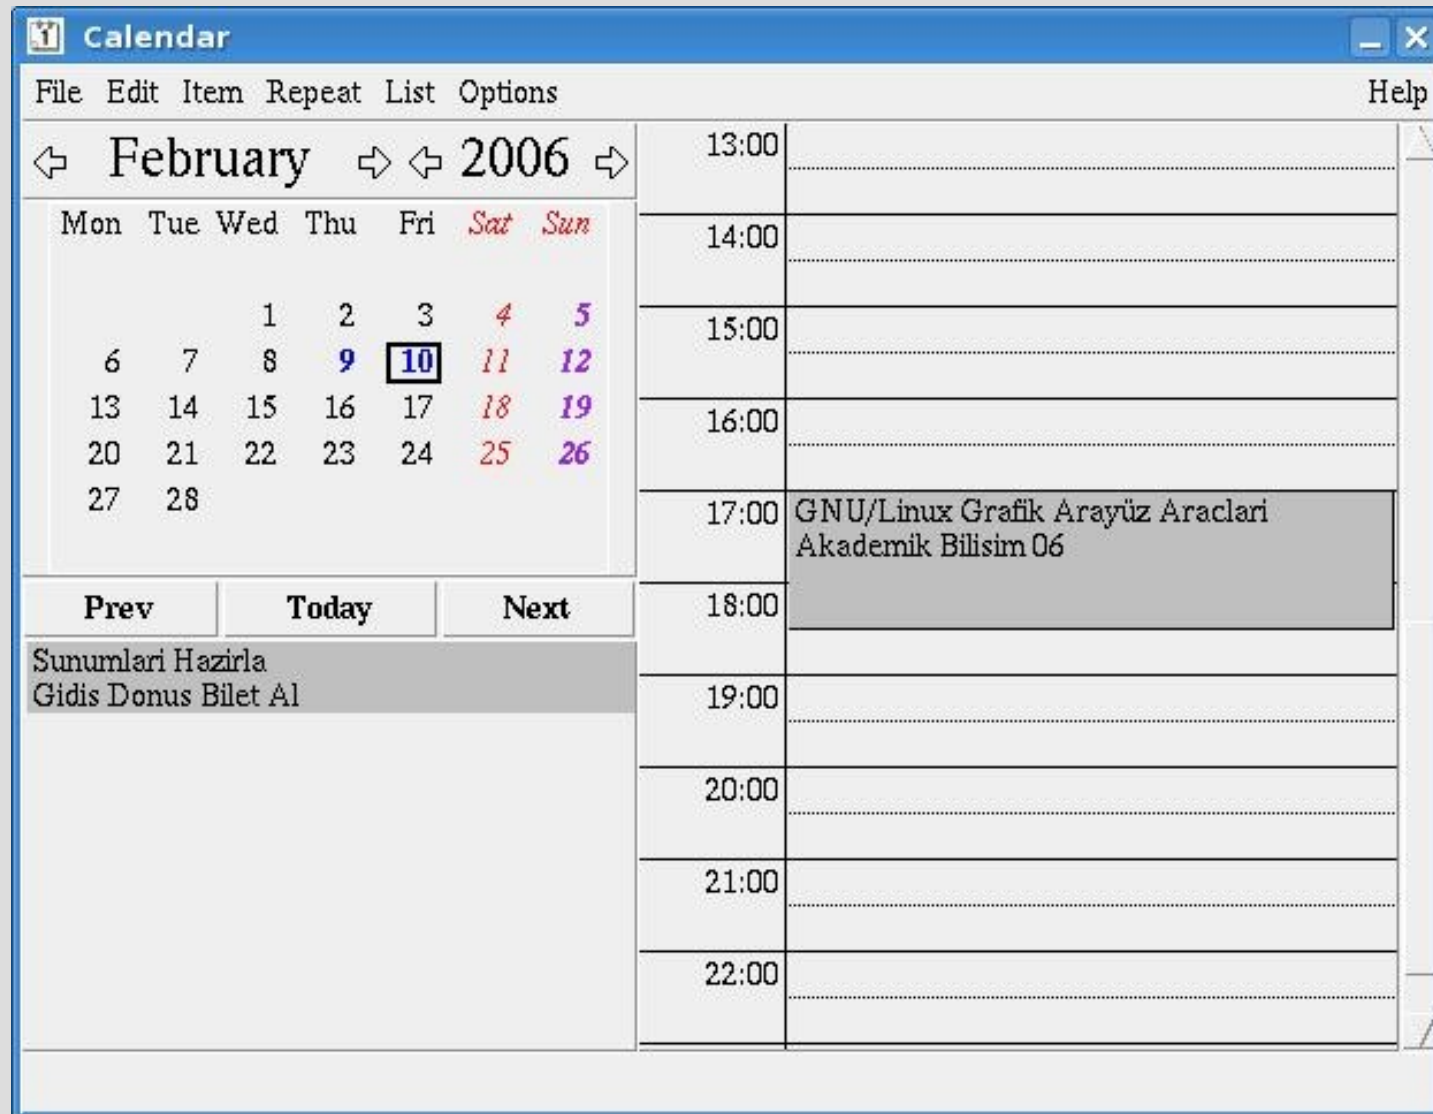 Calendar
File Edit Item Repeat List Options Help
February 2006
Mon Tue Wed Thu Fri Sat Sun
1 2 3 4 5
6 7 8 9 10 11 12
13 14 15 16 17 18 19
20 21 22 23 24 25 26
27 28
Prev Today Next
Sunumlari Hazirla
Gidis Donus Bilet Al
13:00
14:00
15:00
16:00
17:00 GNU/Linux Grafik Arayüz Araclari
Akademik Bilisim 06
18:00
19:00
20:00
21:00
22:00